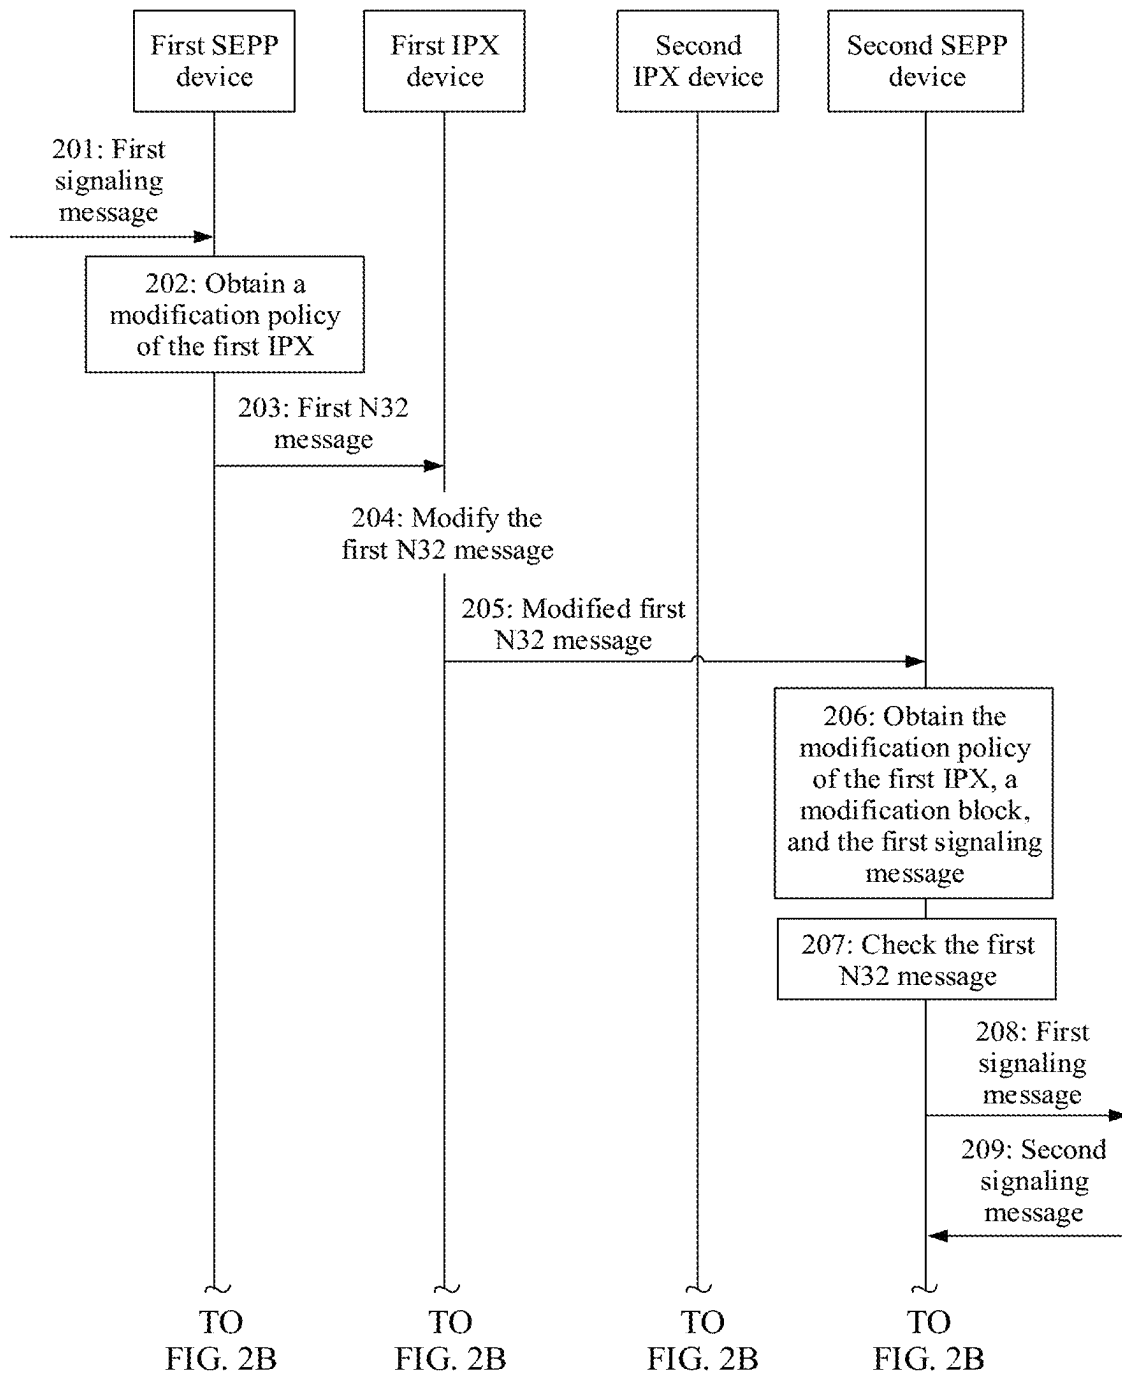 First SEPP
device
First IPX
device
Second
IPX device
Second SEPP
device
201: First
signaling
message
202: Obtain a
modification policy
of the first IPX
203: First N32
message
204: Modify the
first N32 message
205: Modified first
N32 message
206: Obtain the
modification policy
of the first IPX, a
modification block,
and the first signaling
message
207: Check the first
N32 message
208: First
signaling
message
209: Second
signaling
message
TO
FIG. 2B
TO
FIG. 2B
TO
FIG. 2B
TO
FIG. 2B